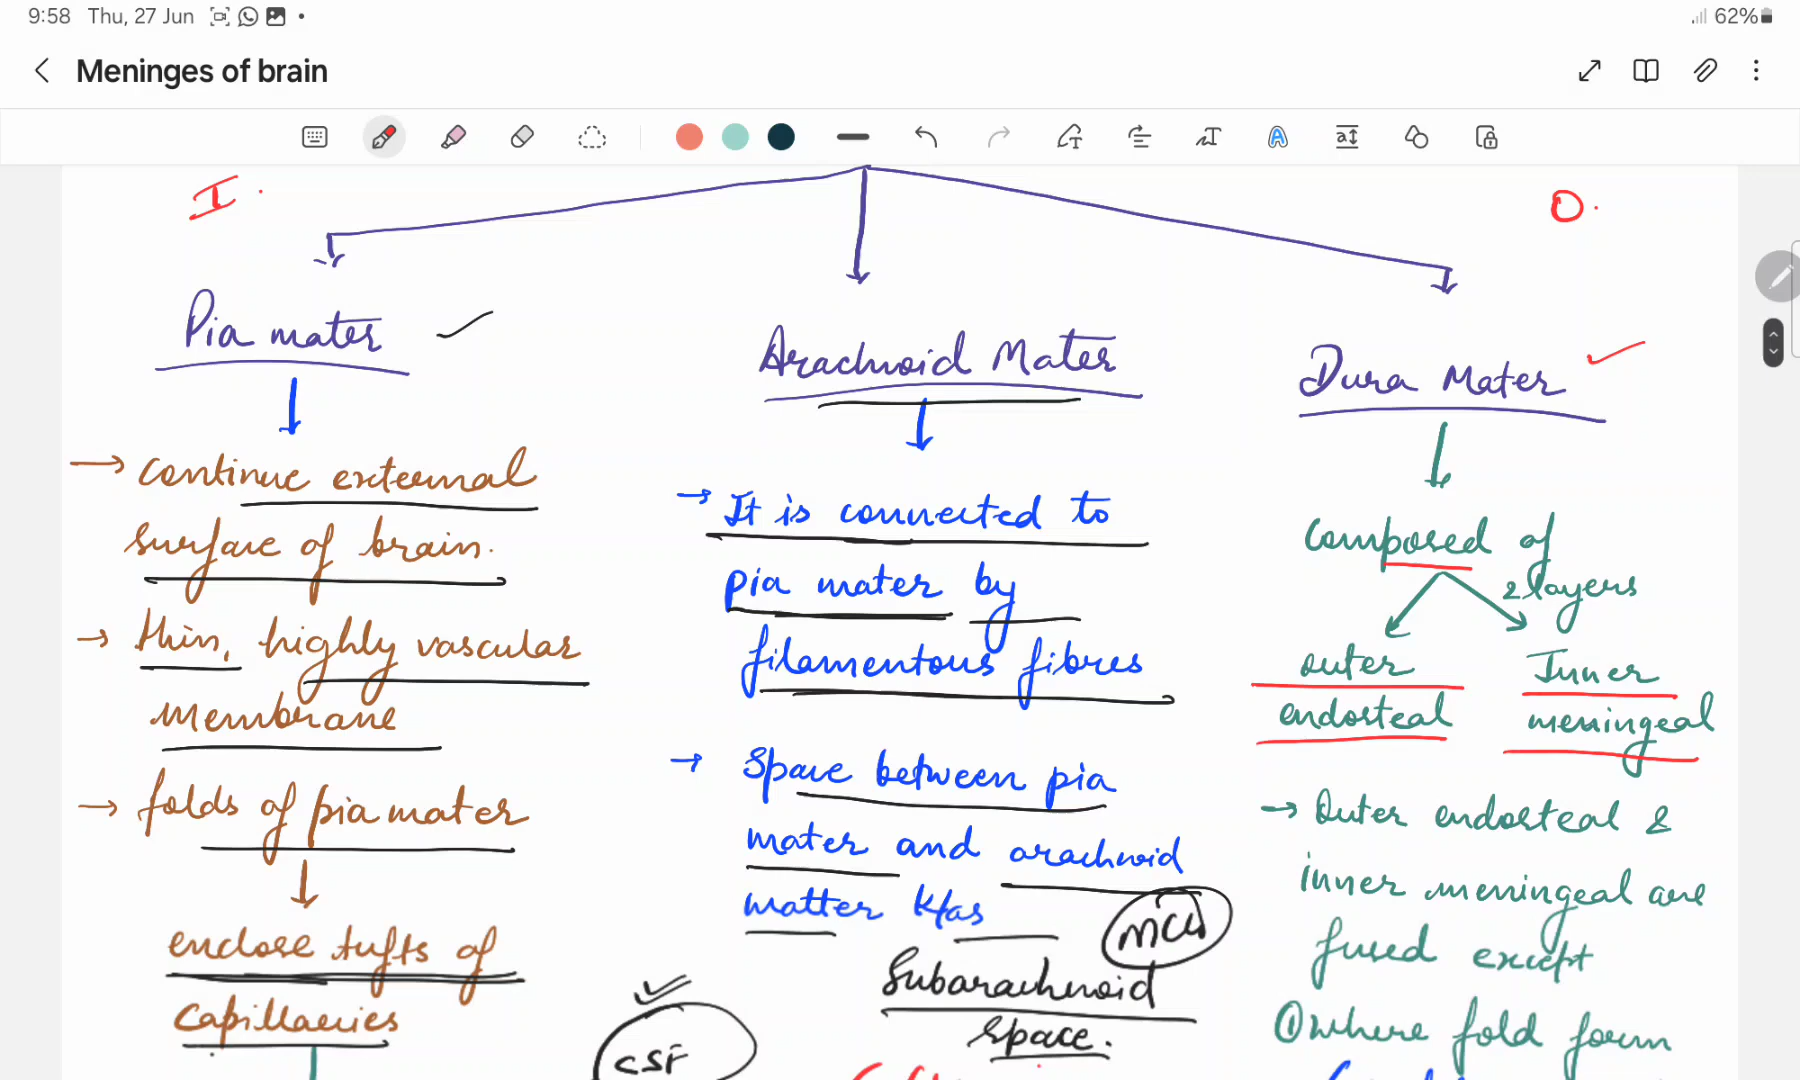 9:58 Thu, 27 Jun
62%
Meninges of brain
I.
O.
Pia mater
continue external
surface of brain.
→ thin, highly vascular
membrane
→ folds of pia mater
enclose tufts of
capillaries
Arachnoid Mater
→ It is connected to
pia mater by
filamentous fibres
→ Space between pia
mater and arachnoid
matter k/as
MCQ
Subarachnoid
space.
CSF
Dura Mater
Composed of
2 layers
outer
endosteal
Inner
meningeal
→ Outer endosteal &
inner meningeal are
fused except
① where fold form